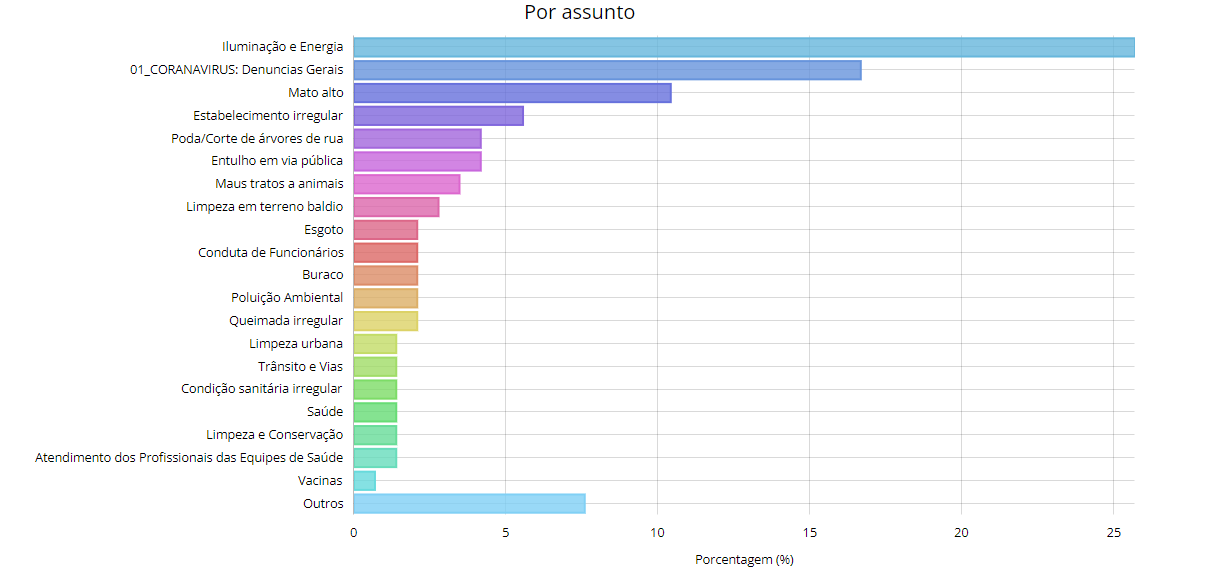 Por assunto
Iluminação e Energia
01_CORANAVIRUS: Denuncias Gerais
Mato alto
Estabelecimento irregular
Poda/Corte de árvores de rua
Entulho em via pública
Maus tratos a animais
Limpeza em terreno baldio
Esgoto
Conduta de Funcionários
Buraco
Poluição Ambiental
Queimada irregular
Limpeza urbana
Trânsito e Vias
Condição sanitária irregular
Saúde
Limpeza e Conservação
Atendimento dos Profissionais das Equipes de Saúde
Vacinas
Outros
0 5 10 15 20 25
Porcentagem (%)